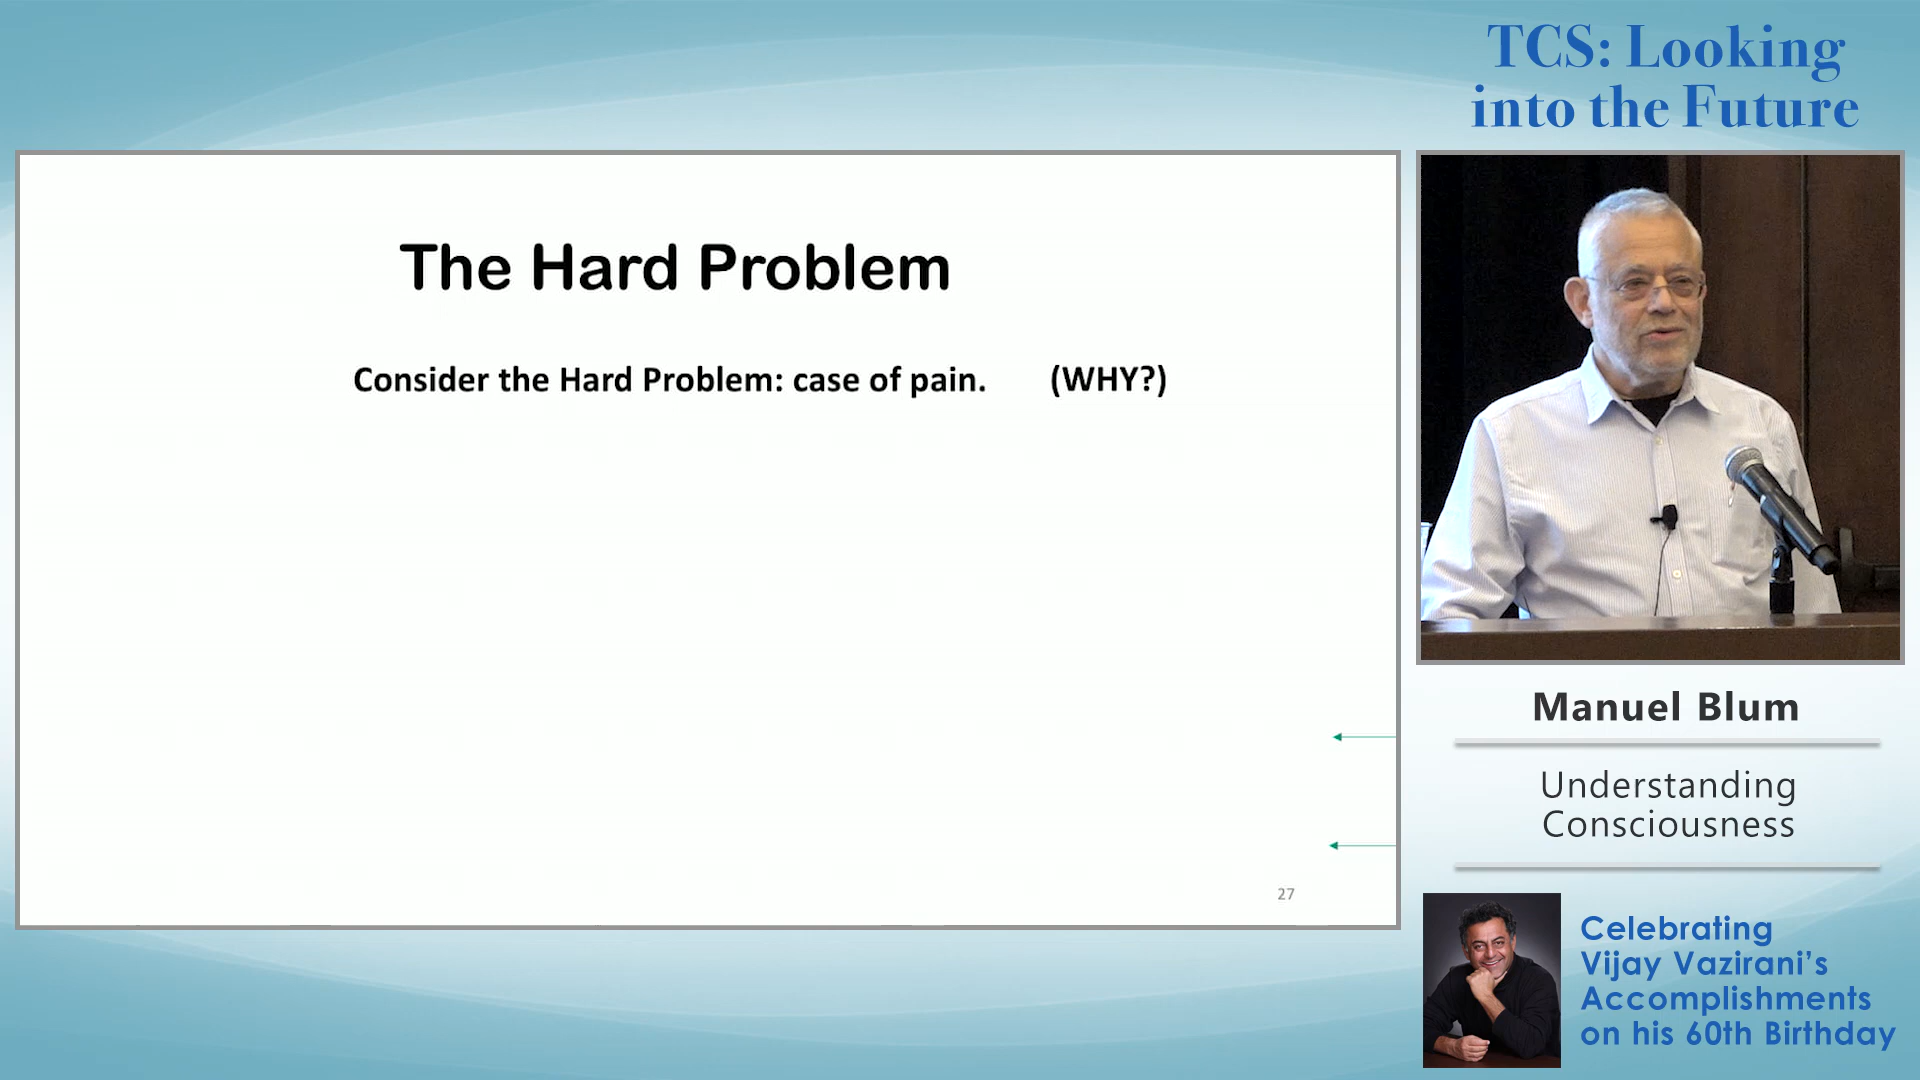 TCS: Looking
into the Future
The Hard Problem
Consider the Hard Problem: case of pain. (WHY?)
27
Manuel Blum
Understanding
Consciousness
Celebrating
Vijay Vazirani's
Accomplishments
on his 60th Birthday